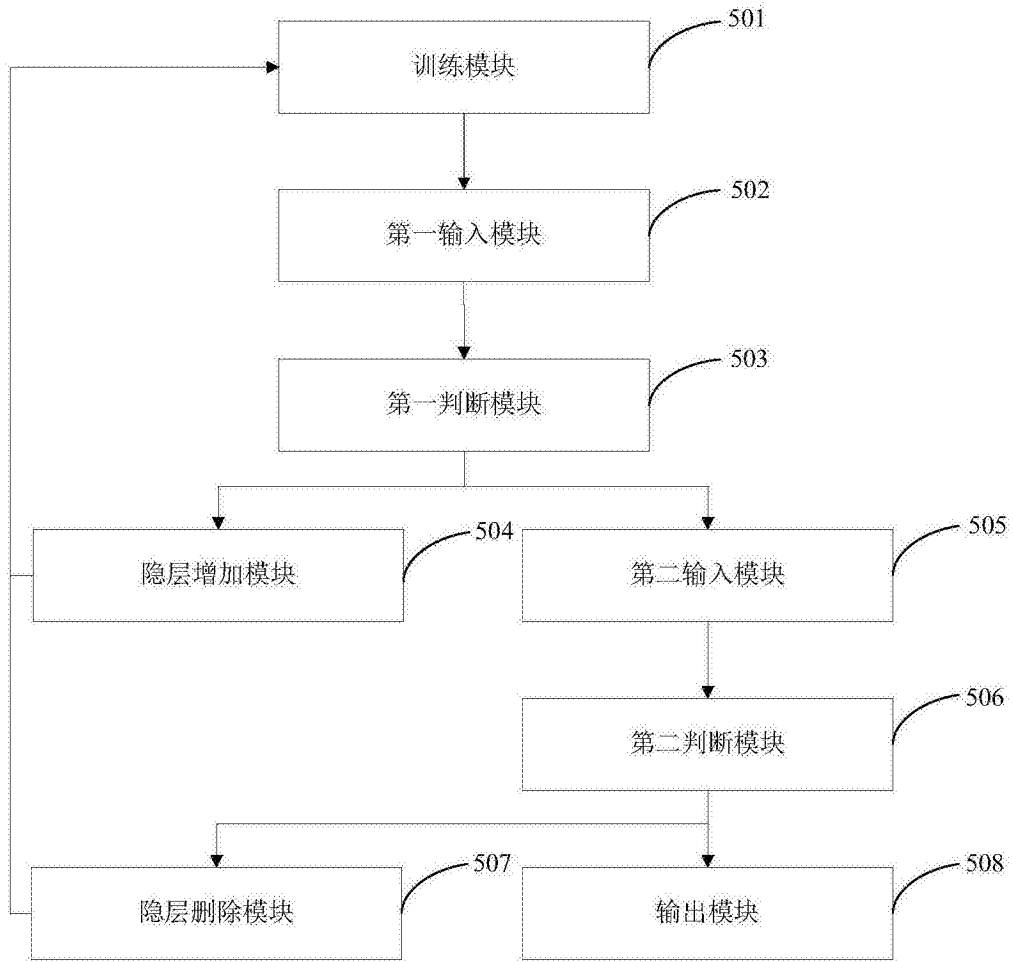 501
训练模块
502
第一输入模块
503
第一判断模块
504
隐层增加模块
505
第二输入模块
506
第二判断模块
507
隐层删除模块
508
输出模块